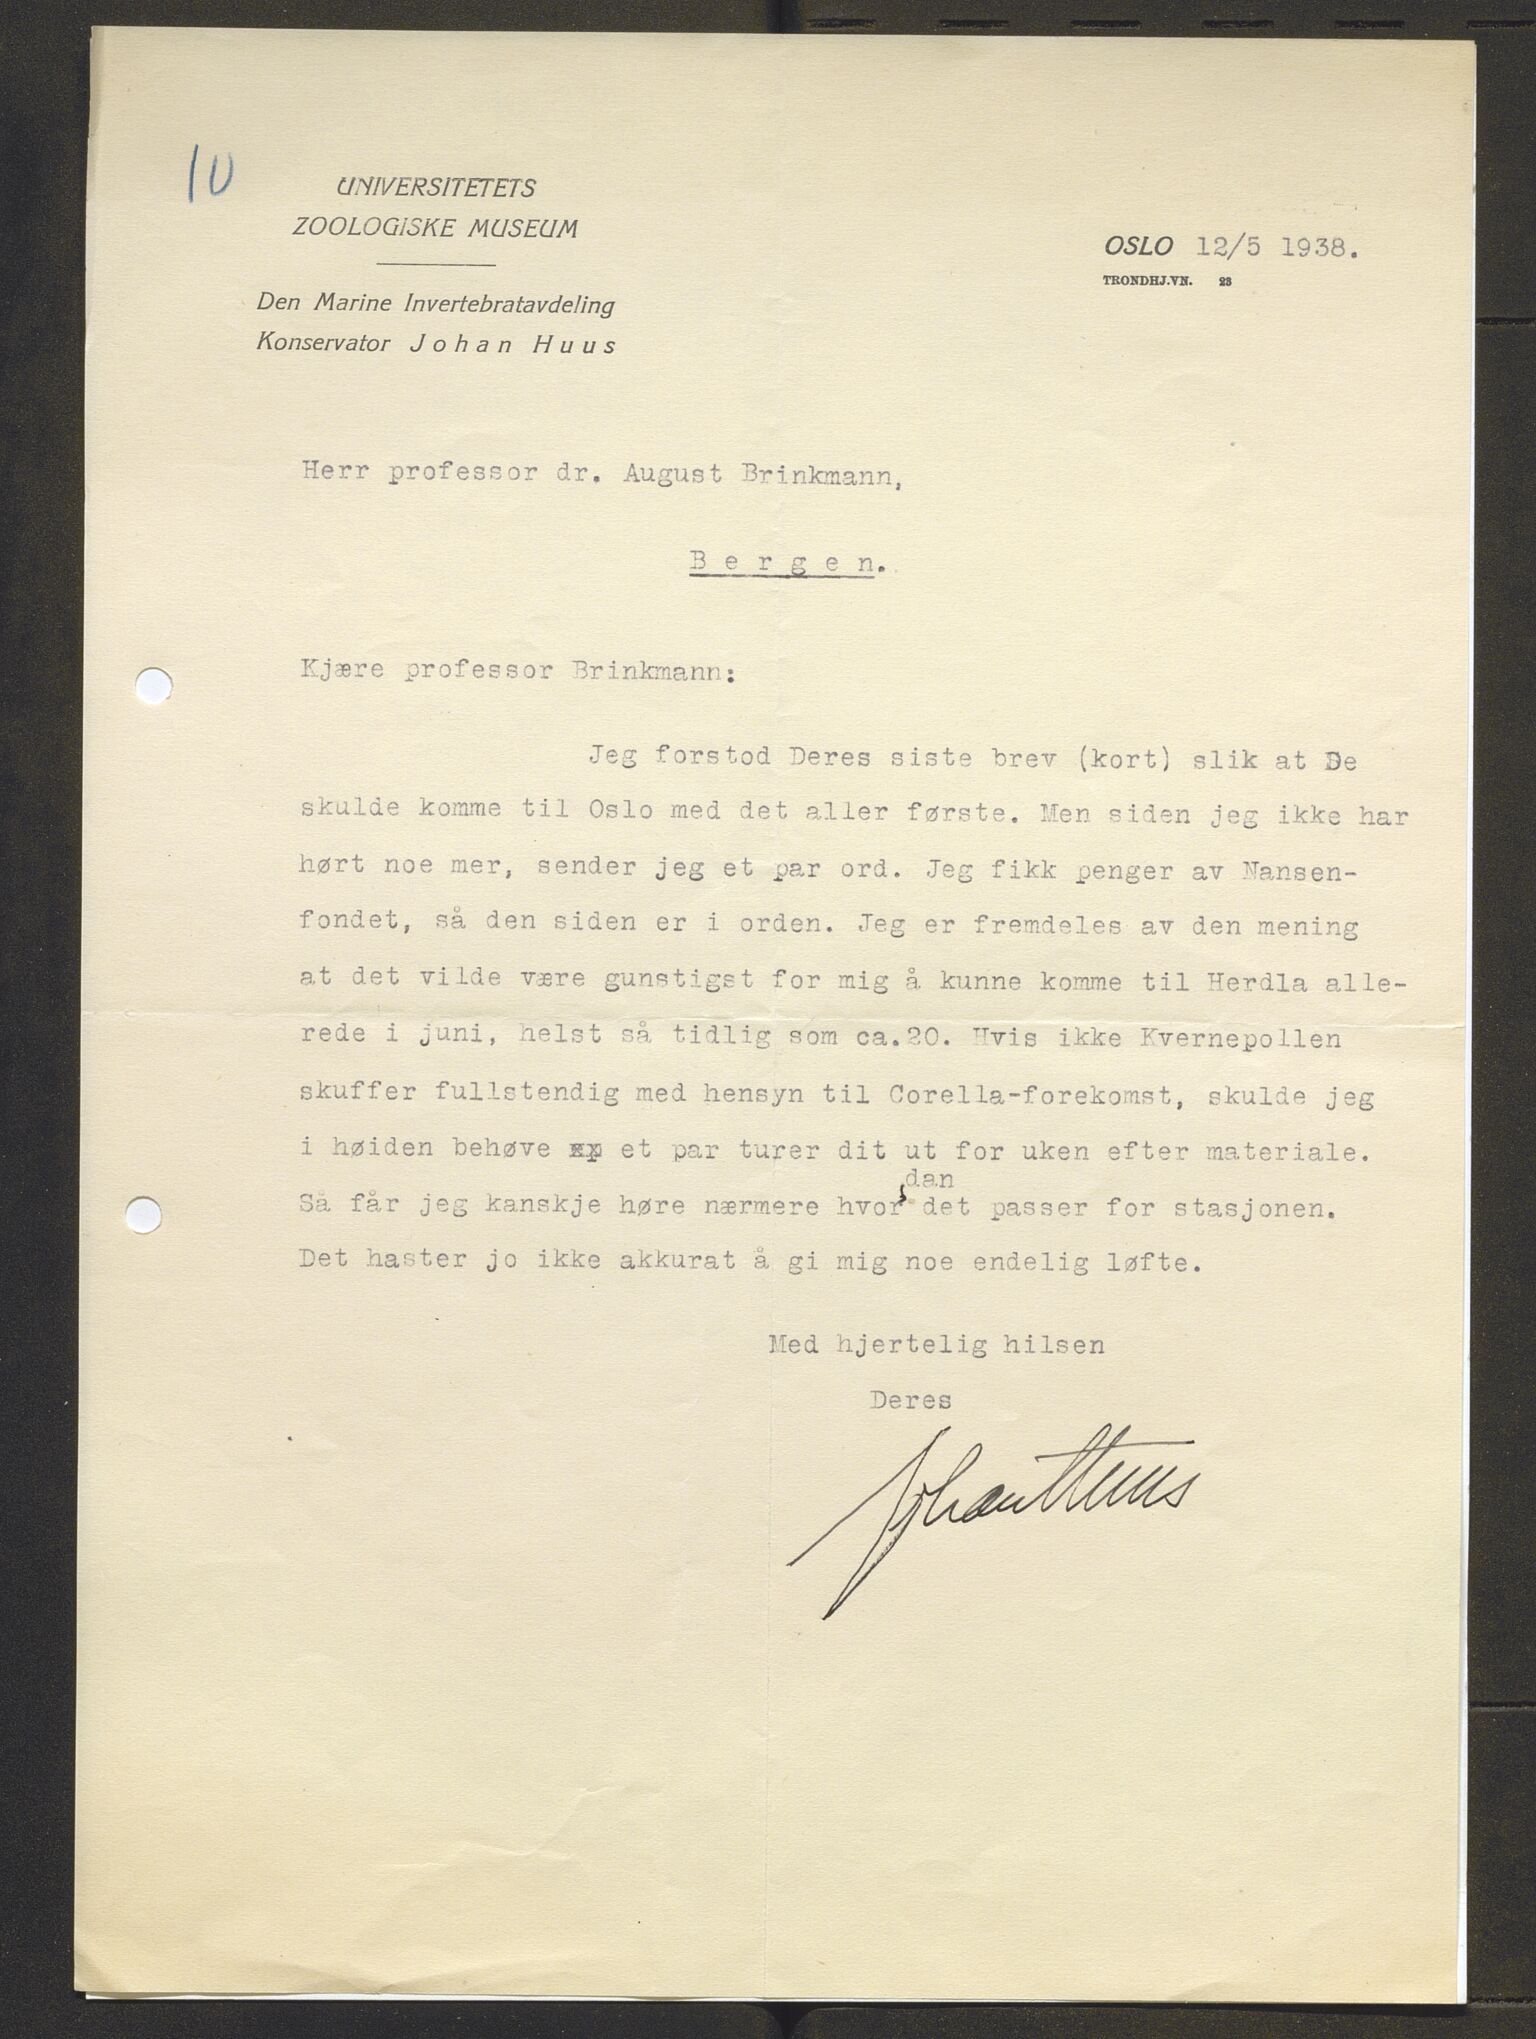 10
UNIVERSITETETS
ZOOLOGISKE MUSEUM
Den Marine Invertebratavdeling
Konservator Johan Huus
OSLO 12/5 1938.
TRONDHJ.VN. 23
Herr professor dr. August Brinkmann,
Bergen.
Kjære professor Brinkmann:
Jeg forstod Deres siste brev (kort) slik at De
skulde komme til Oslo med det aller første. Men siden jeg ikke har
hørt noe mer, sender jeg et par ord. Jeg fikk penger av Nansen-
fondet, så den siden er i orden. Jeg er fremdeles av den mening
at det vilde være gunstigst for mig å kunne komme til Herdla alle-
rede i juni, helst så tidlig som ca.20. Hvis ikke Kvernepollen
skuffer fullstendig med hensyn til Corella-forekomst, skulde jeg
i høiden behøve et par turer dit ut for uken efter materiale.
dan
Så får jeg kanskje høre nærmere hvor det passer for stasjonen.
Det haster jo ikke akkurat å gi mig noe endelig løfte.
Med hjertelig hilsen
Deres
Johan Huus